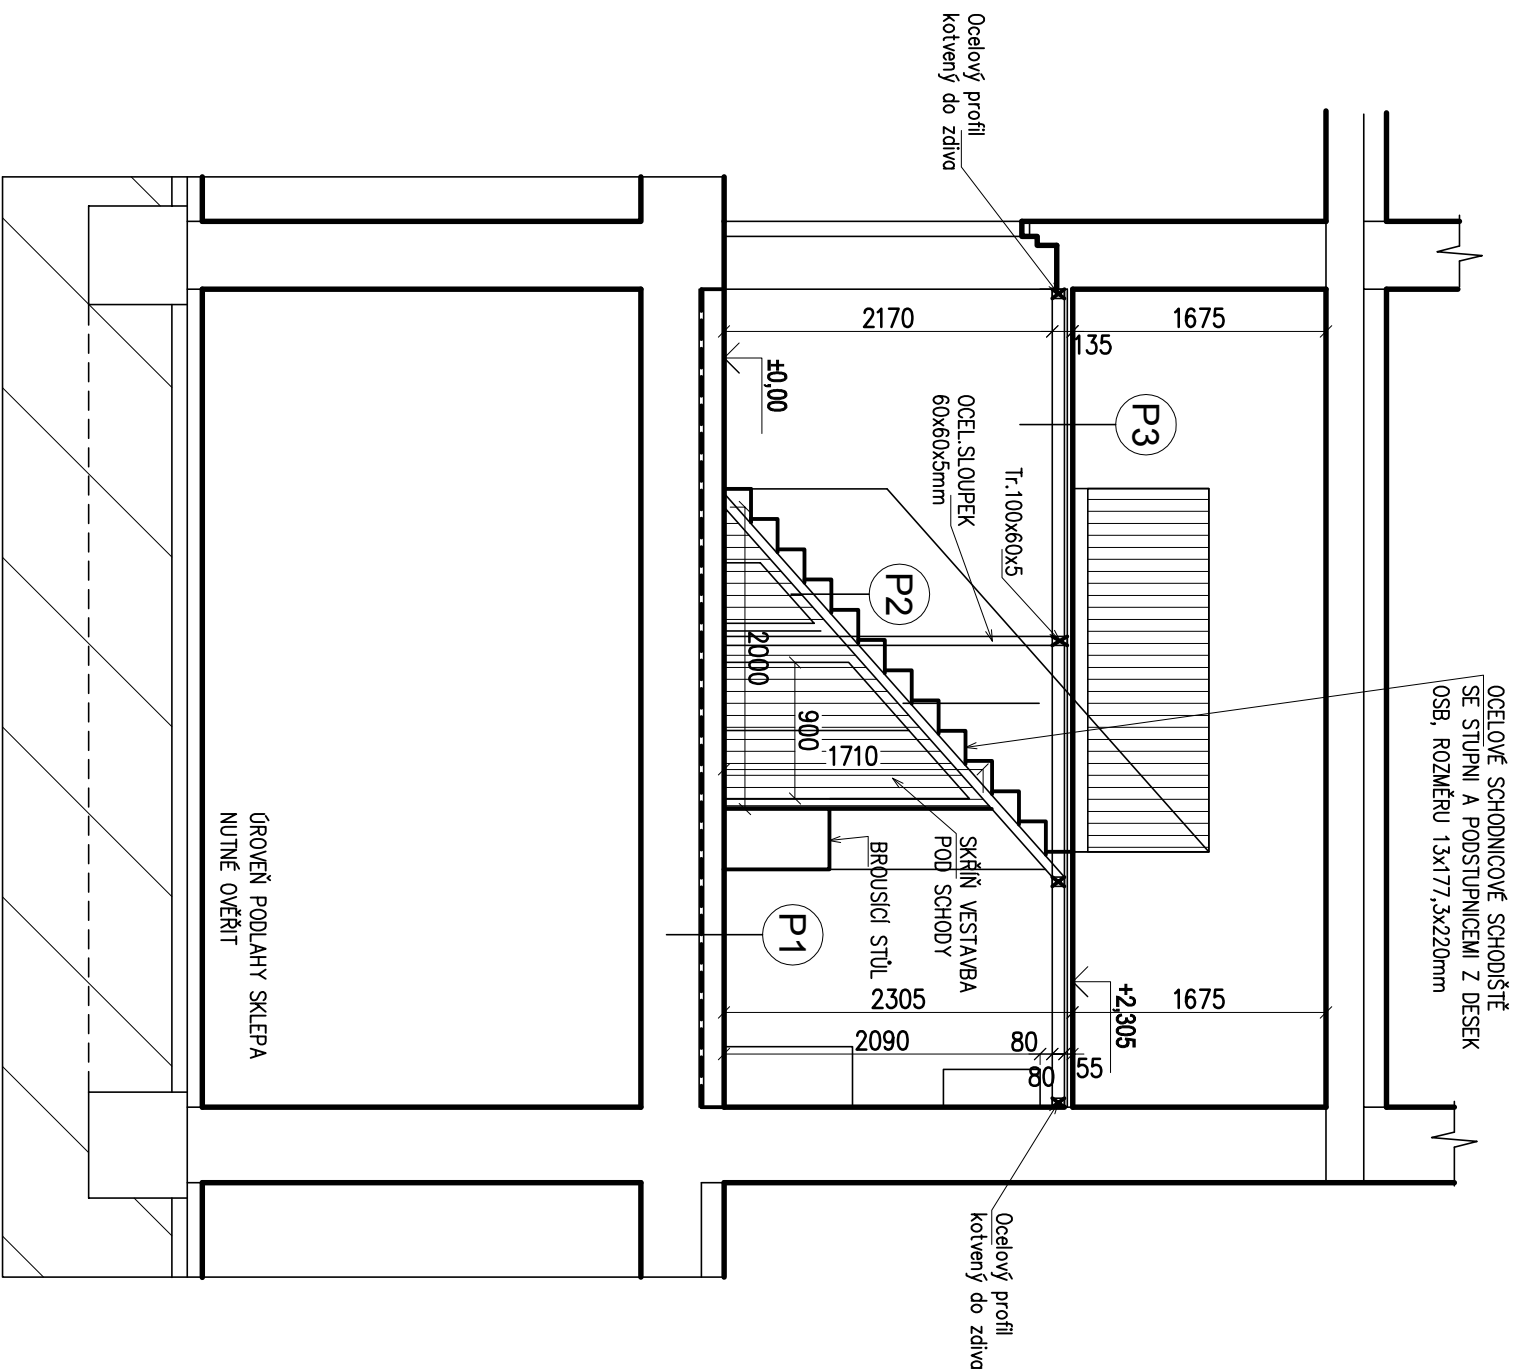 OCELOVÉ SCHODNICOVÉ SCHODIŠTĚ
SE STUPNI A PODSTUPNICEMI Z DESEK
OSB, ROZMĚRU 13x177,3x220mm
Ocelový profil
kotvený do zdiva
1675
135
2170
±0,00
P3
OCEL.SLOUPEK
60x60x5mm
Tr.100x60x5
P2
2000
900
1710
SKŘÍŇ VESTAVBA
POD SCHODY
BROUSÍCÍ STŮL
P1
+2,305
1675
2305
2090
80
80
55
Ocelový profil
kotvený do zdiva
ÚROVEŇ PODLAHY SKLEPA
NUTNÉ OVĚŘIT